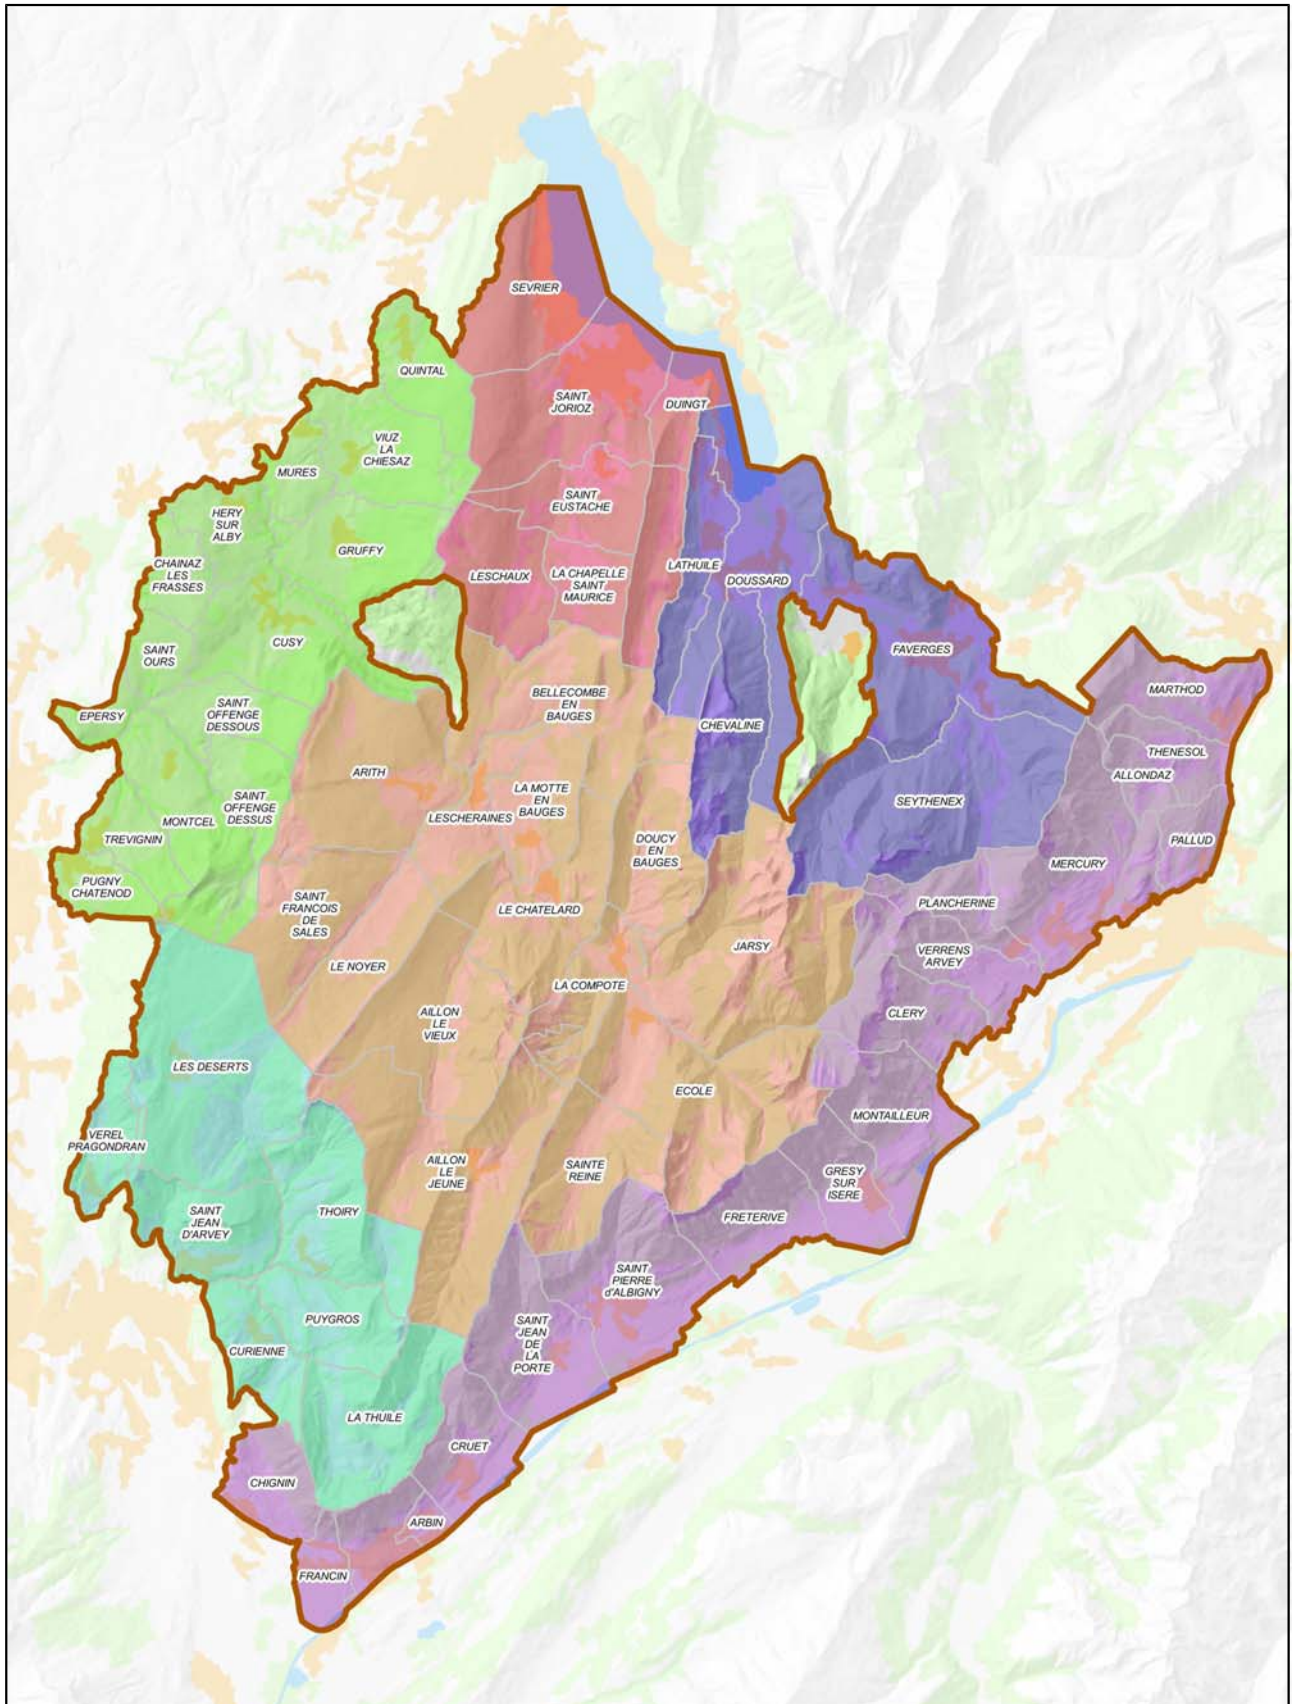 SEVRIER
QUINTAL
SAINT
JORIOZ
DUINGT
VIUZ
LA
CHIESAZ
MURES
SAINT
EUSTACHE
HERY
SUR
ALBY
GRUFFY
CHAINAZ
LES
FRASSES
LESCHAUX
LA CHAPELLE
SAINT
MAURICE
LATHUILE
DOUSSARD
CUSY
SAINT
OURS
FAVERGES
MARTHOD
BELLECOMBE
EN
BAUGES
SAINT
OFFENGE
DESSOUS
EPERSY
CHEVALINE
THENESOL
ALLONDAZ
ARITH
LA MOTTE
EN
BAUGES
SEYTHENEX
SAINT
OFFENGE
DESSUS
MONTCEL
LESCHERAINES
TREVIGNIN
DOUCY
EN
BAUGES
PALLUD
MERCURY
PUGNY
CHATENOD
SAINT
FRANCOIS
DE
SALES
LE CHATELARD
PLANCHERINE
JARSY
VERRENS
ARVEY
LE NOYER
LA COMPOTE
AILLON
LE
VIEUX
CLERY
LES DESERTS
ECOLE
MONTAILLEUR
VEREL
PRAGONDRAN
AILLON
LE
JEUNE
SAINTE
REINE
GRESY
SUR
ISERE
SAINT
JEAN
D'ARVEY
THOIRY
FRETERIVE
SAINT
PIERRE
d'ALBIGNY
PUYGROS
SAINT
JEAN
DE
LA
PORTE
CURIENNE
LA THUILE
CRUET
CHIGNIN
ARBIN
FRANCIN